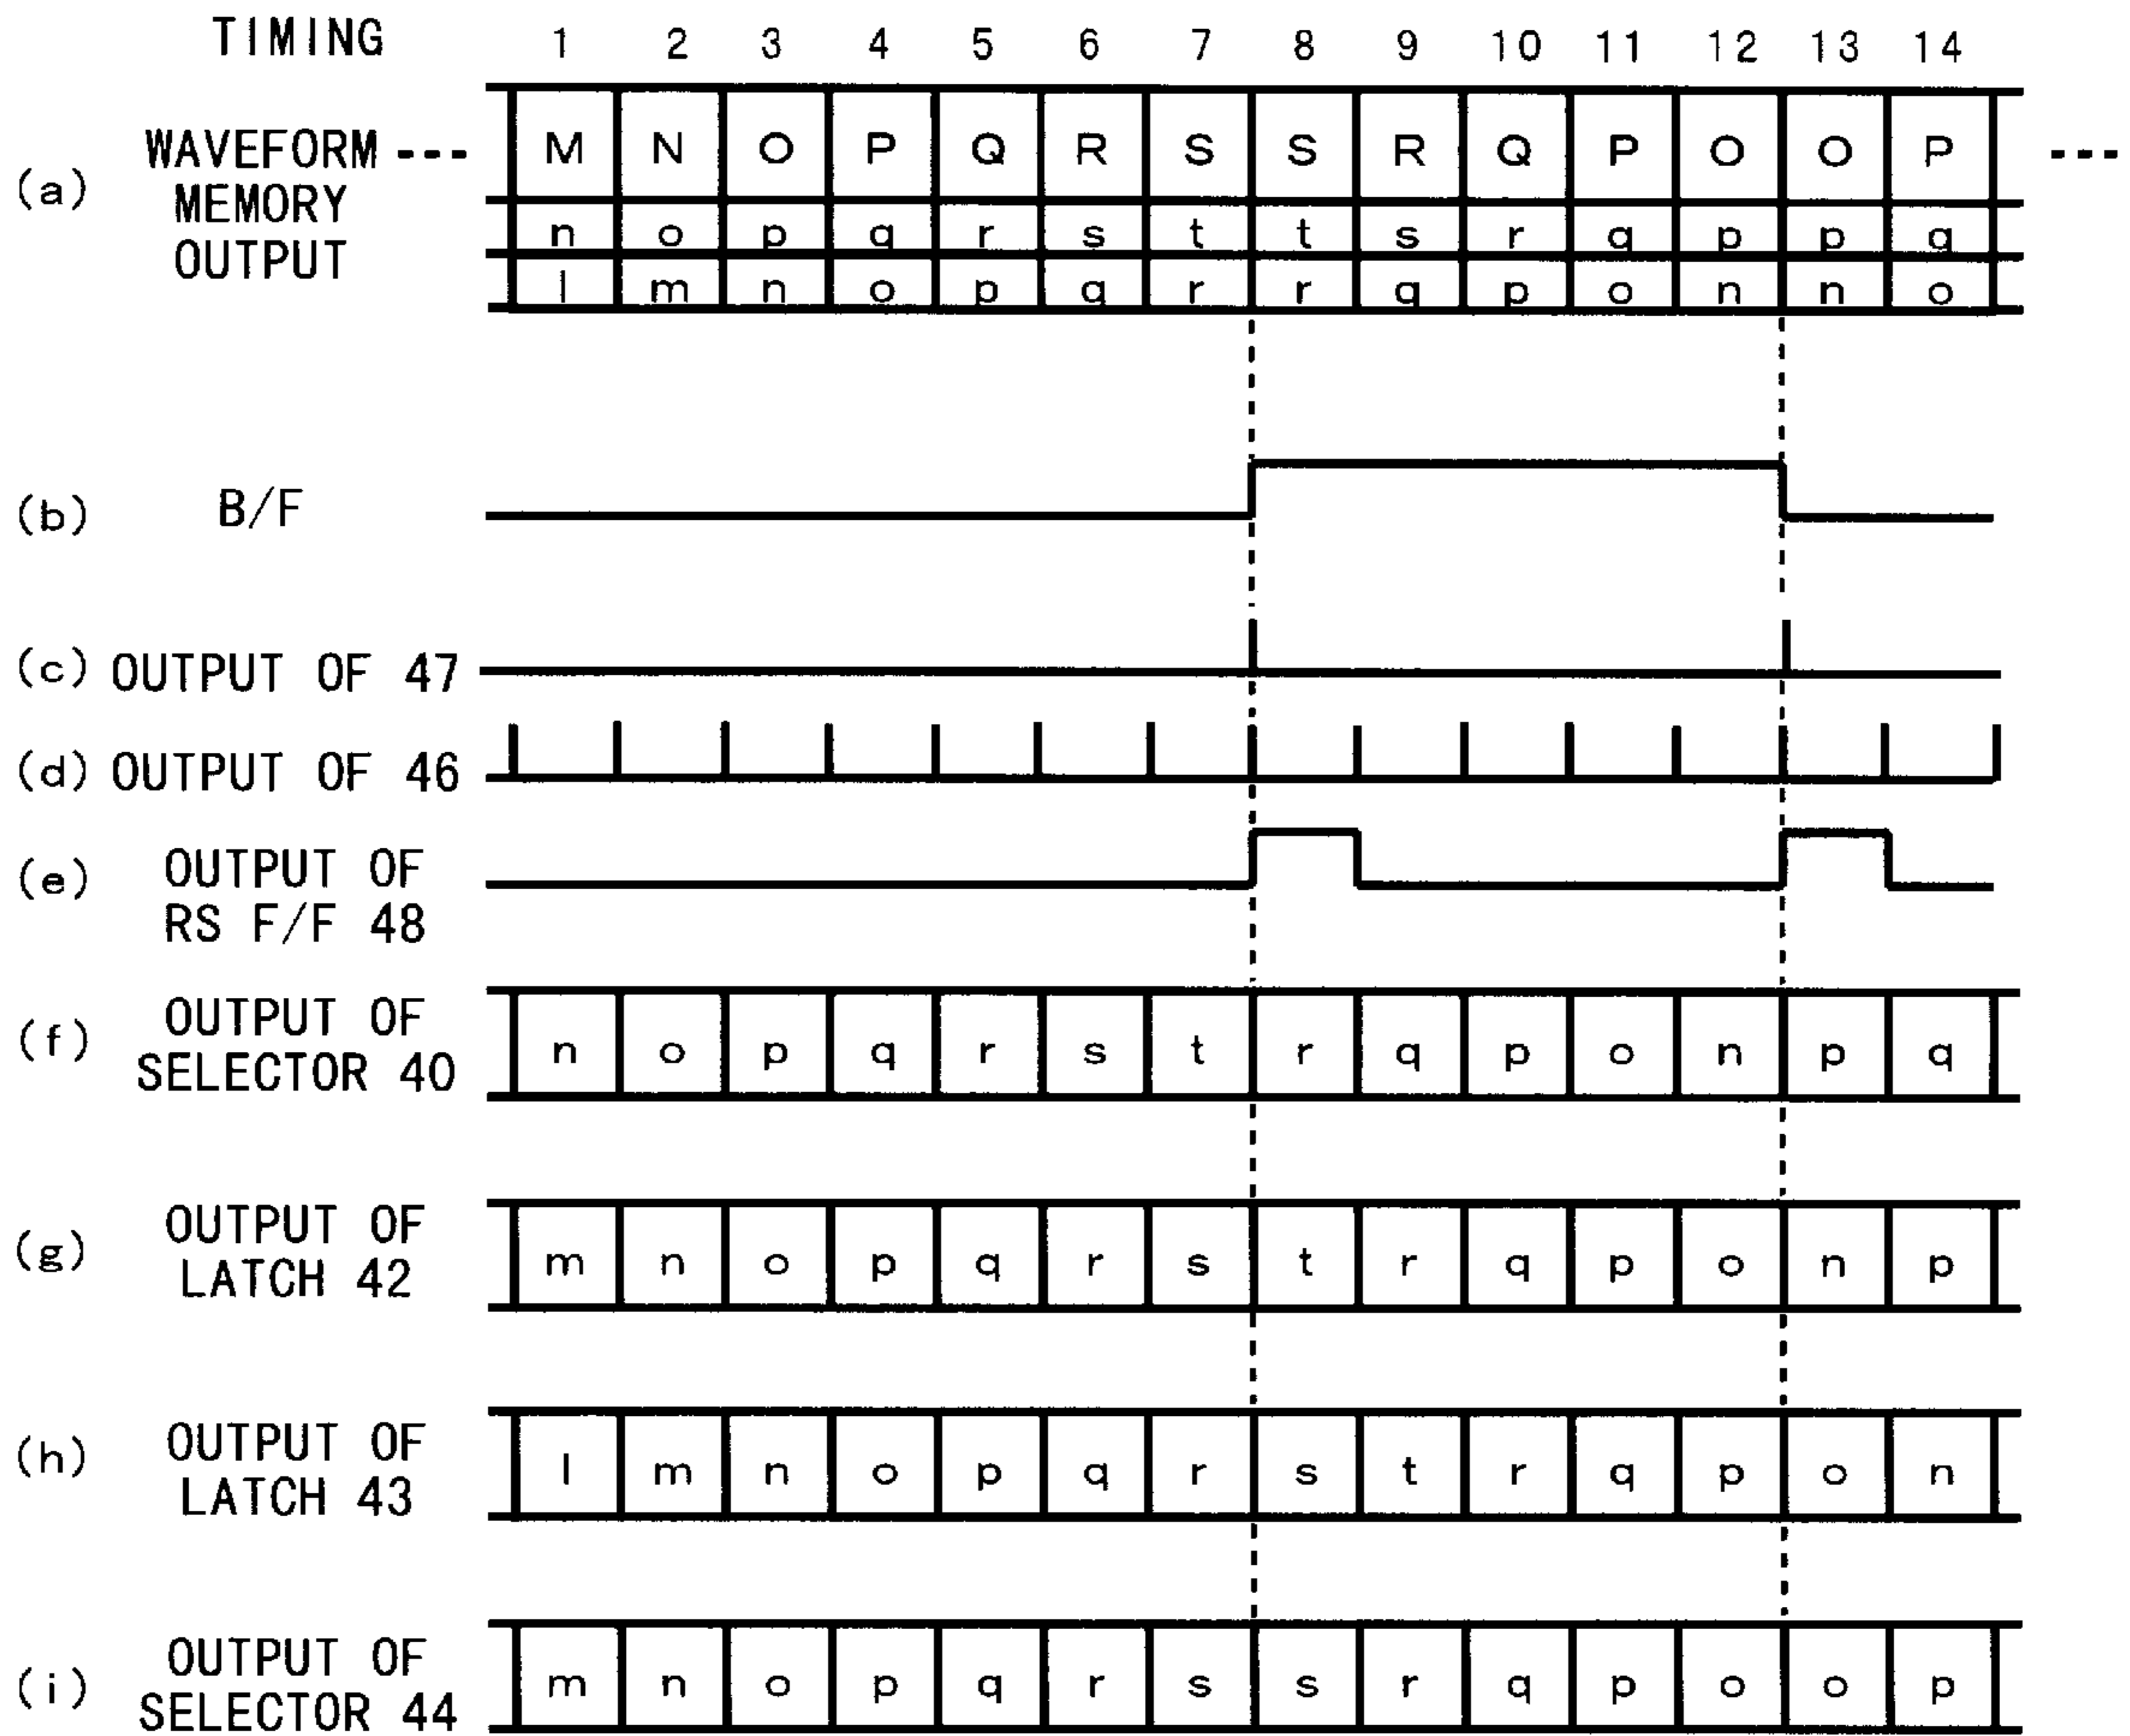 TIMING 1 2 3 4 5 6 7 8 9 10 11 12 13 14
(a) WAVEFORM MEMORY OUTPUT --- M N O P Q R S S R Q P O O P ---
n o p q r s t t s r q p p q
l m n o p q r r q p o n n o
(b) B/F
(c) OUTPUT OF 47
(d) OUTPUT OF 46
(e) OUTPUT OF
RS F/F 48
(f) OUTPUT OF
SELECTOR 40
n o p q r s t r q p o n p q
(g) OUTPUT OF
LATCH 42
m n o p q r s t r q p o n p
(h) OUTPUT OF
LATCH 43
l m n o p q r s t r q p o n
(i) OUTPUT OF
SELECTOR 44
m n o p q r s s r q p o o p